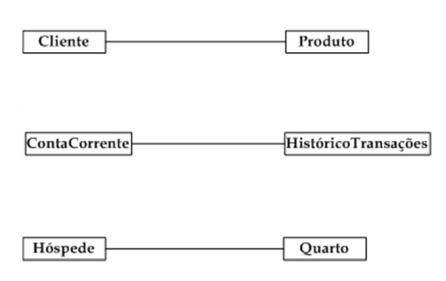 Cliente Produto
ContaCorrente HistóricoTransações
Hóspede Quarto